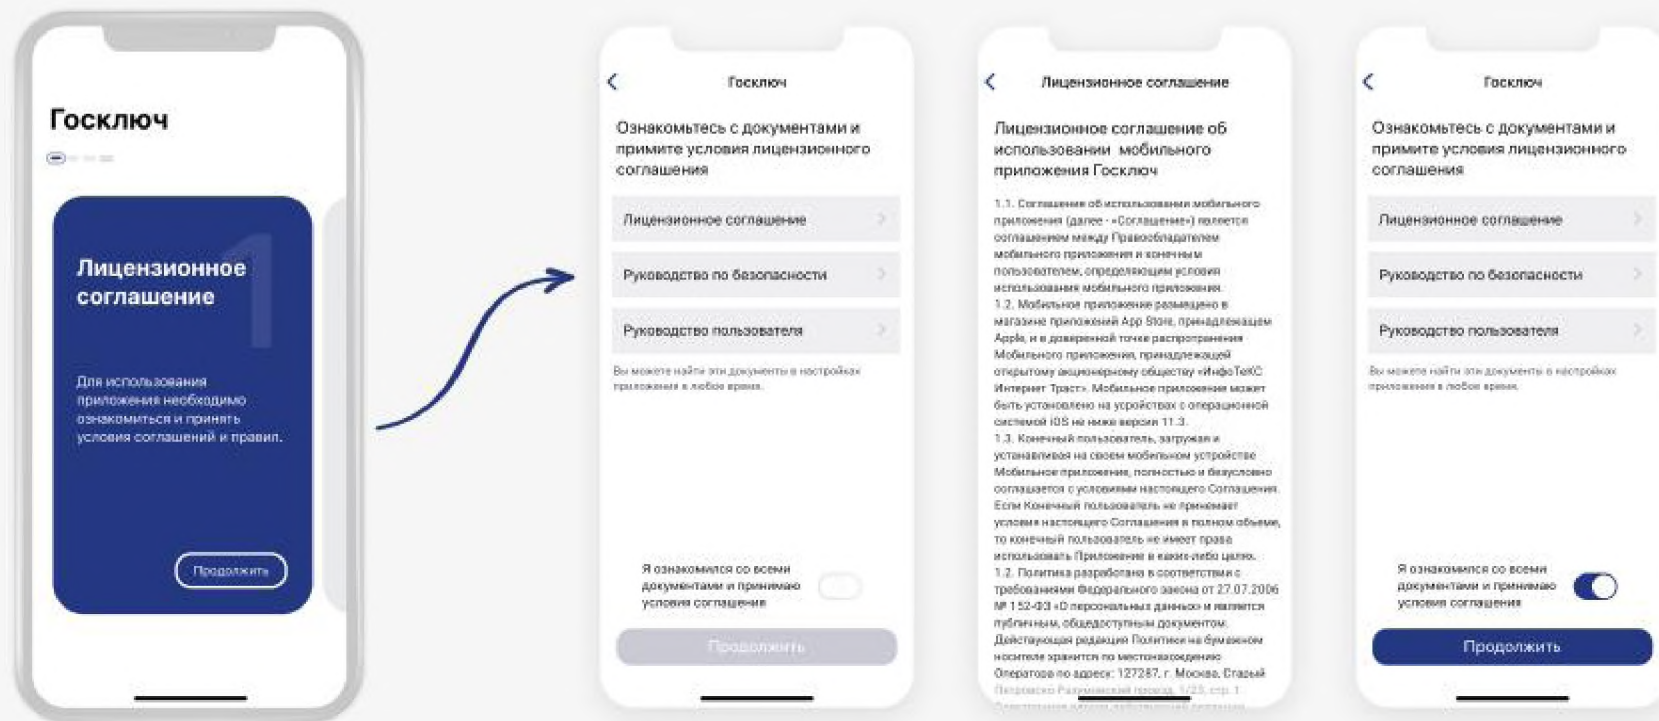 Госключ
Лицензионное
соглашение
1
Для использования
приложения необходимо
ознакомиться и принять
условия соглашений и правил.
Продолжить
Госключ
Ознакомьтесь с документами и
примите условия лицензионного
соглашения
Лицензионное соглашение
Руководство по безопасности
Руководство пользователя
Вы можете найти эти документы в настройках
приложения в любое время.
Я ознакомился со всеми
документами и принимаю
условия соглашения
Продолжить
Лицензионное соглашение
Лицензионное соглашение об
использовании мобильного
приложения Госключ
1.1. Соглашение об использовании мобильного
приложения (далее - «Соглашение») является
соглашением между Правообладателем
мобильного приложения и конечным
пользователем, определяющим условия
использования мобильного приложения.
1.2. Мобильное приложение размещено в
магазине приложений App Store, принадлежащем
Apple, и в доверенной точке распротранения
Мобильного приложения, принадлежащей
открытому акционерному обществу «ИнфоТеКС
Интернет Траст». Мобильное приложение может
быть установлено на усройствах с операционной
системой iOS не ниже версии 11.3.
1.3. Конечный пользователь, загружая и
устанавливая на своем мобильном устройстве
Мобильное приложение, полностью и безусловно
соглашается с условиями настоящего Соглашения.
Если Конечный пользователь не принемает
условия настоящего Соглашения в полном объеме,
то конечный пользователь не имеет права
использовать Приложение в каких-либо целях.
1.2. Политика разработана в соответствии с
требованиями Федерального закона от 27.07.2006
№ 152-ФЗ «О персональных данных» и является
публичным, общедоступным документом.
Действующая редакция Политики на бумажном
носителе хранится по местонахождению
Оператора по адресу: 127287, г. Москва, Старый
Петровско-Разумовский проезд, 1/23, стр. 1.
Госключ
Ознакомьтесь с документами и
примите условия лицензионного
соглашения
Лицензионное соглашение
Руководство по безопасности
Руководство пользователя
Вы можете найти эти документы в настройках
приложения в любое время.
Я ознакомился со всеми
документами и принимаю
условия соглашения
Продолжить